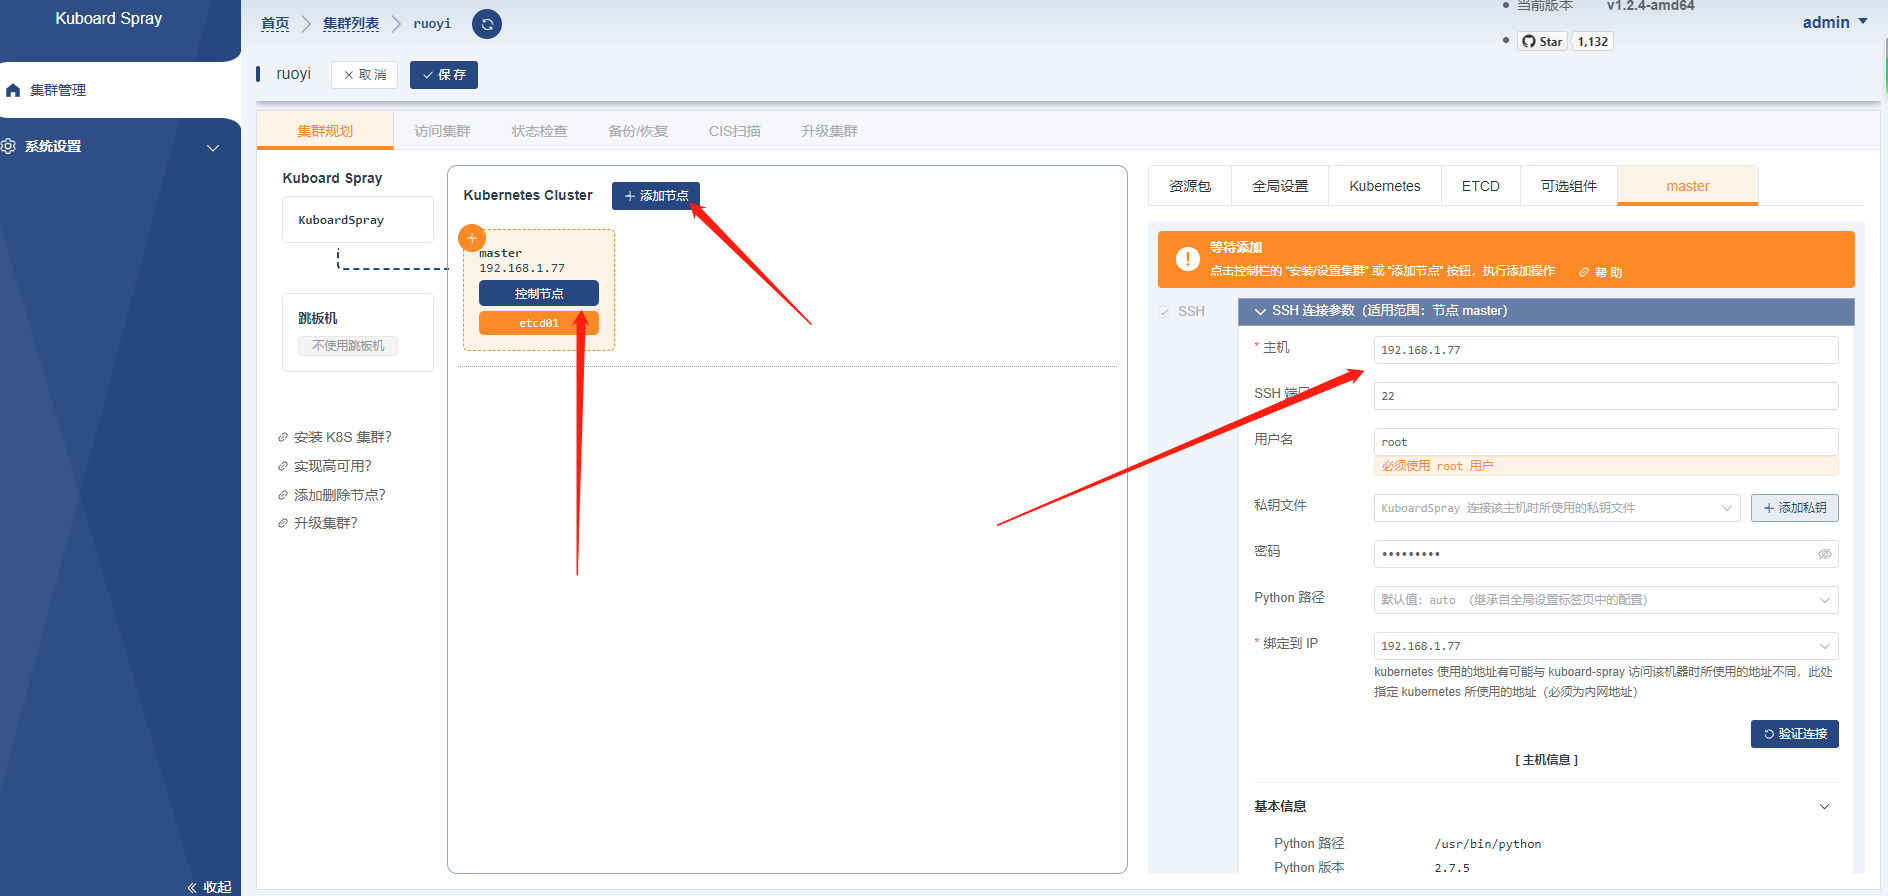 Kuboard Spray
集群管理
系统设置
收起
首页
集群列表
ruoyi
当前版本 v1.2.4-amd64
Star 1,132
admin
ruoyi
取 消
保 存
集群规划
访问集群
状态检查
备份/恢复
CIS扫描
升级集群
Kuboard Spray
KuboardSpray
跳板机
不使用跳板机
安装 K8S 集群?
实现高可用?
添加删除节点?
升级集群?
Kubernetes Cluster
添加节点
master
192.168.1.77
控制节点
etcd01
资源包
全局设置
Kubernetes
ETCD
可选组件
master
等待添加
点击控制栏的 “安装/设置集群” 或 “添加节点” 按钮，执行添加操作
帮 助
SSH
SSH 连接参数（适用范围：节点 master）
* 主机
192.168.1.77
SSH 端口
22
用户名
root
必须使用 root 用户
私钥文件
KuboardSpray 连接该主机时所使用的私钥文件
添加私钥
密码
•••••••••
Python 路径
默认值: auto （继承自全局设置标签页中的配置）
* 绑定到 IP
192.168.1.77
kubernetes 使用的地址有可能与 kuboard-spray 访问该机器时所使用的地址不同，此处
指定 kubernetes 所使用的地址（必须为内网地址）
验证连接
[ 主机信息 ]
基本信息
Python 路径
/usr/bin/python
Python 版本
2.7.5